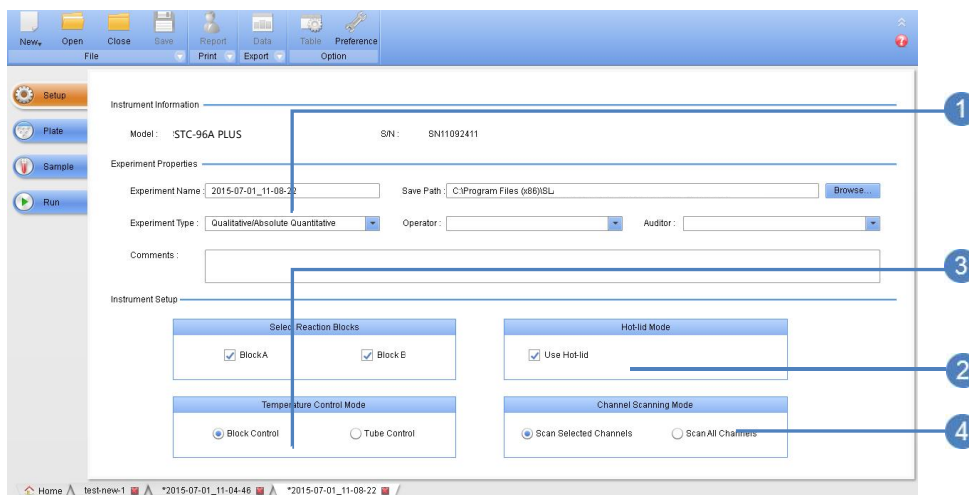 New Open Close Save Report Data Table Preference
File Print Export Option
Setup
Plate
Sample
Run
Instrument Information
Model : STC-96A PLUS S/N : SN11092411
Experiment Properties
Experiment Name : 2015-07-01_11-08-22 Save Path : C:\Program Files (x86)\SL Browse...
Experiment Type : Qualitative/Absolute Quantitative Operator : Auditor :
Comments :
Instrument Setup
Select Reaction Blocks Hot-lid Mode
Block A Block B Use Hot-lid
Temperature Control Mode Channel Scanning Mode
Block Control Tube Control Scan Selected Channels Scan All Channels
Home test-new-1 *2015-07-01_11-04-46 *2015-07-01_11-08-22
1
3
2
4